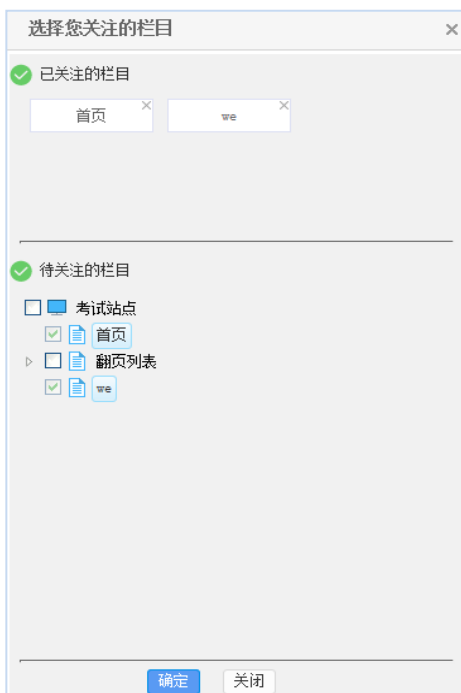 选择您关注的栏目
已关注的栏目
首页 we
待关注的栏目
考试站点
首页
翻页列表
we
确定 关闭